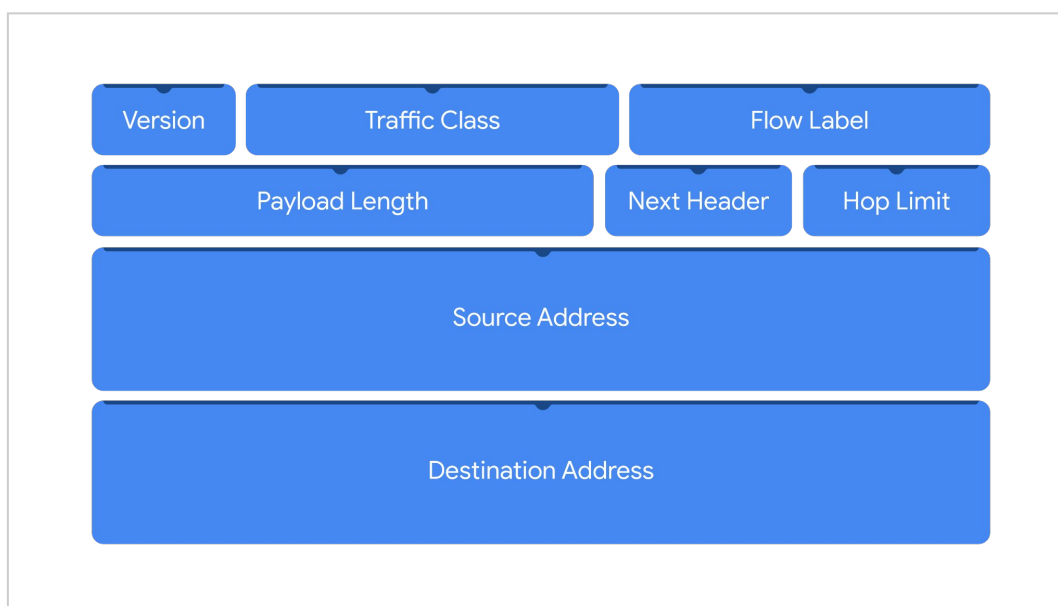 Version Traffic Class Flow Label
Payload Length Next Header Hop Limit
Source Address
Destination Address